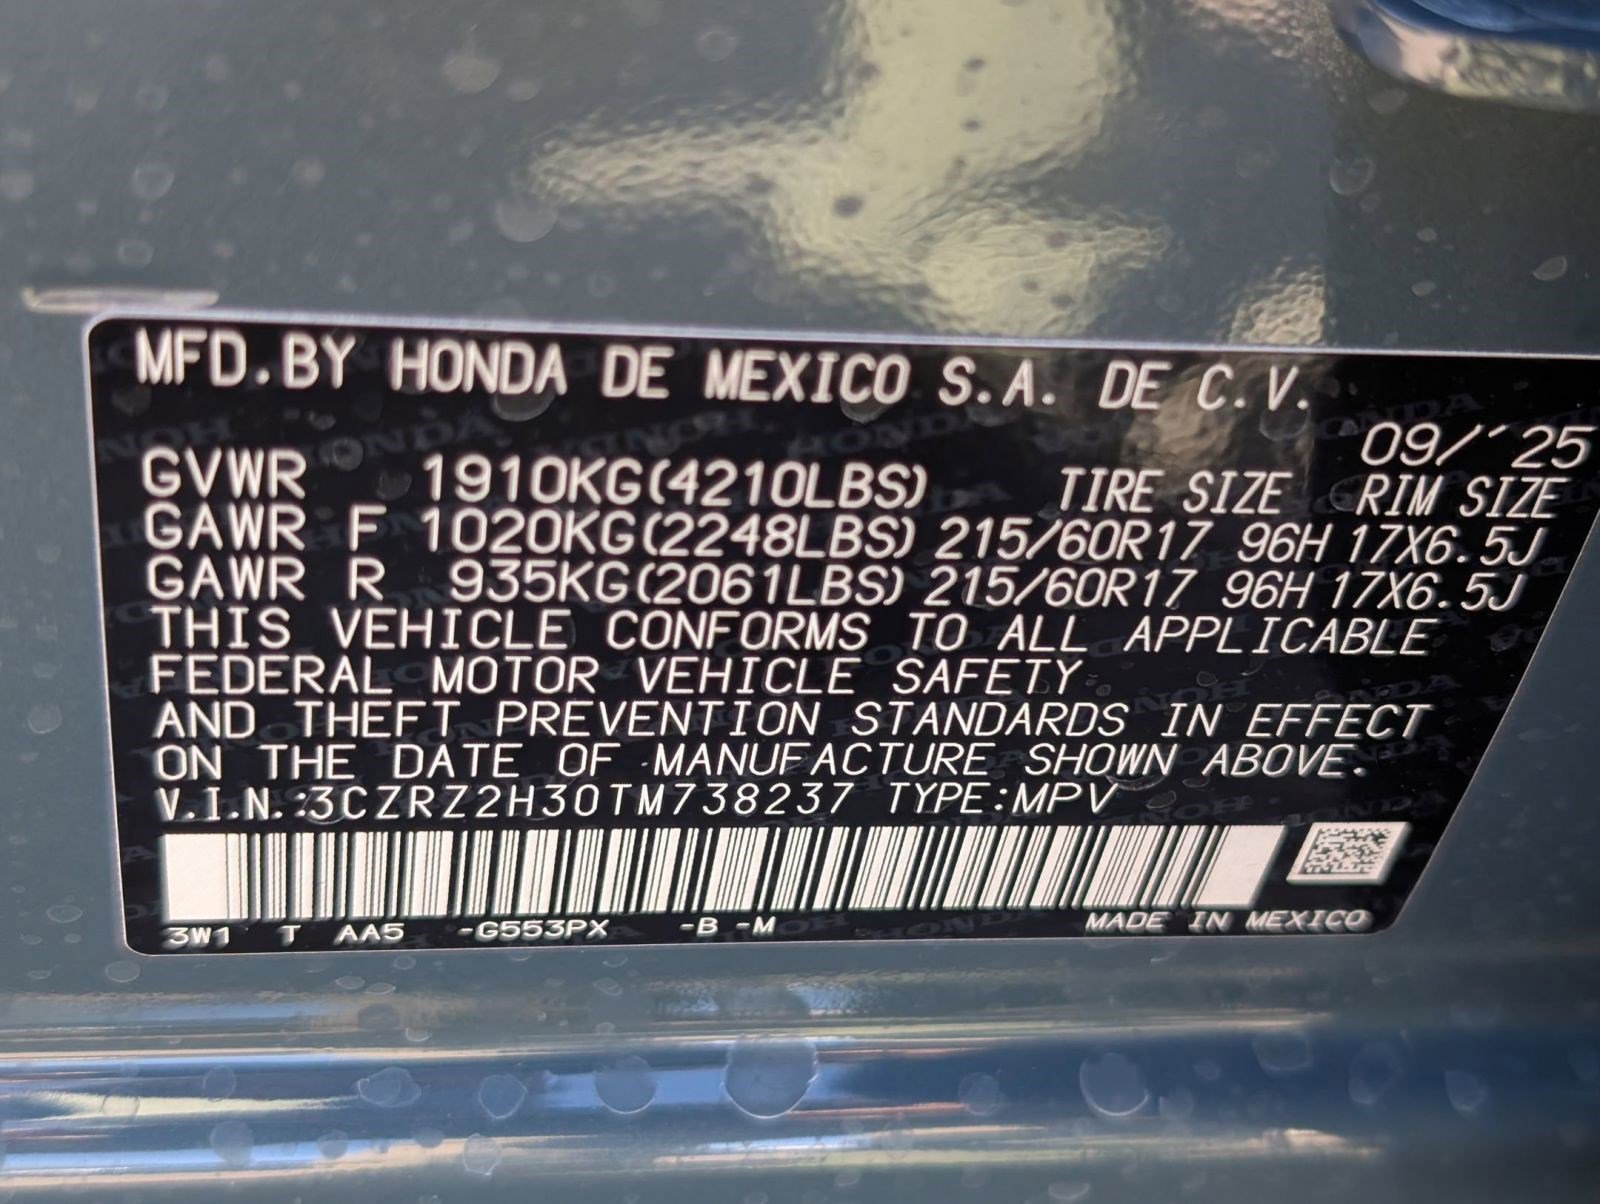 MFD.BY HONDA DE MEXICO S.A. DE C.V.
09/´25
GVWR 1910KG(4210LBS) TIRE SIZE RIM SIZE
GAWR F 1020KG(2248LBS) 215/60R17 96H 17X6.5J
GAWR R 935KG(2061LBS) 215/60R17 96H 17X6.5J
THIS VEHICLE CONFORMS TO ALL APPLICABLE
FEDERAL MOTOR VEHICLE SAFETY
AND THEFT PREVENTION STANDARDS IN EFFECT
ON THE DATE OF MANUFACTURE SHOWN ABOVE.
V.I.N.:3CZRZ2H30TM738237 TYPE:MPV
3W1 T AA5 -G553PX -B -M MADE IN MEXICO